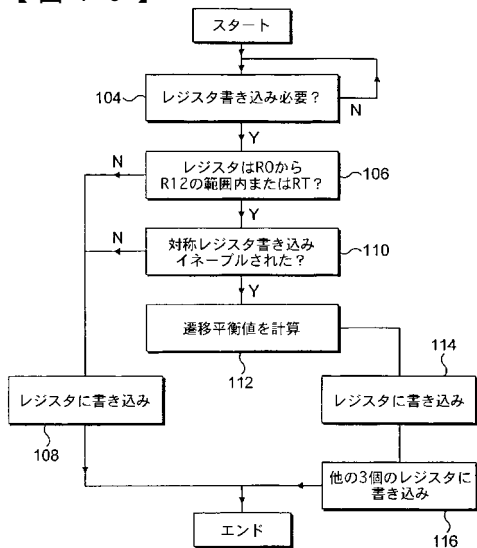 スタート
104
レジスタ書き込み必要？
N
Y
N
レジスタはR0から
R12の範囲内またはRT？
106
Y
N
対称レジスタ書き込み
イネーブルされた？
110
Y
遷移平衡値を計算
112
114
レジスタに書き込み
108
レジスタに書き込み
他の3個のレジスタに
書き込み
116
エンド